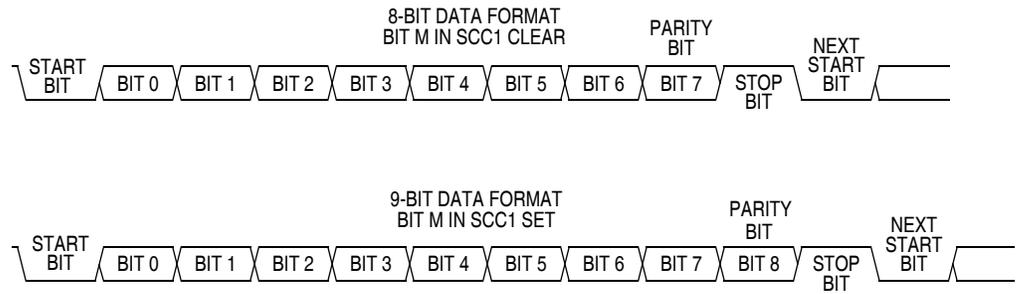 8-BIT DATA FORMAT
BIT M IN SCC1 CLEAR
PARITY
BIT
NEXT
START
BIT
START
BIT
BIT 0
BIT 1
BIT 2
BIT 3
BIT 4
BIT 5
BIT 6
BIT 7
STOP
BIT
9-BIT DATA FORMAT
BIT M IN SCC1 SET
PARITY
BIT
NEXT
START
BIT
START
BIT
BIT 0
BIT 1
BIT 2
BIT 3
BIT 4
BIT 5
BIT 6
BIT 7
BIT 8
STOP
BIT